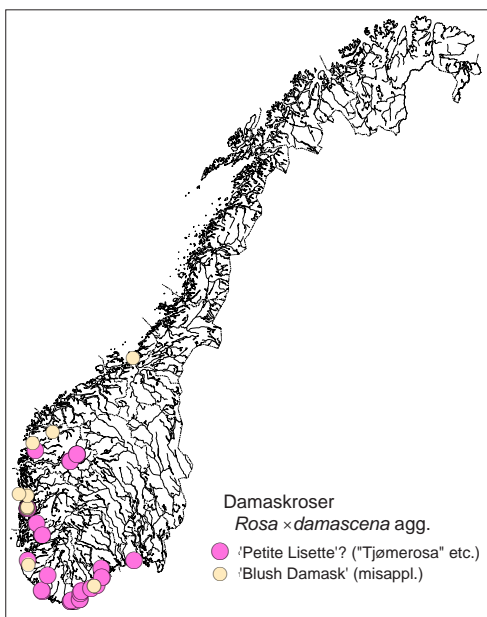 Damaskroser
Rosa × damascena agg.
'Petite Lisette'? ("Tjømerosa" etc.)
'Blush Damask' (misappl.)